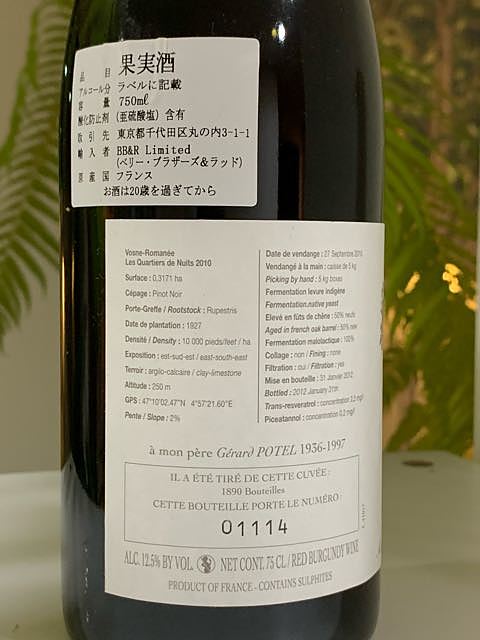 品 目 果実酒
アルコール分 ラベルに記載
容 量 750mℓ
酸化防止剤 (亜硫酸塩) 含有
取 引 先 東京都千代田区丸の内3-1-1
輸 入 者 BB&R Limited
(ベリー・ブラザーズ&ラッド)
原 産 国 フランス
お酒は20歳を過ぎてから
Vosne-Romanée
Les Quartiers de Nuits 2010
Surface : 0,3171 ha
Cépage : Pinot Noir
Porte-Greffe / Rootstock : Rupestris
Date de plantation : 1927
Densité / Density : 10 000 pieds/feet / ha
Exposition : est-sud-est / east-south-east
Terroir : argilo-calcaire / clay-limestone
Altitude : 250 m
GPS : 47°10'02.47"N 4°57'21.60"E
Pente / Slope : 2%
Date de vendange : 27 Septembre 2010
Vendangé à la main : caisse de 5 kg
Picking by hand : 5 kg boxes
Fermentation levure indigène
Fermentation.native yeast
Elevé en fûts de chêne : 50% neufs
Aged in french oak barrel : 50% new
Fermentation malolactique : 100%
Collage : non / Fining : none
Filtration : oui / Filtration : yes
Mise en bouteille : 31 Janvier 2012
Bottled : 2012 January 31th
Trans-resveratrol : concentration 3,2 mg/l
Piceatannol : concentration 0,2 mg/l
à mon père Gérard POTEL 1936-1997
IL A ÉTÉ TIRÉ DE CETTE CUVÉE :
1890 Bouteilles
CETTE BOUTEILLE PORTE LE NUMÉRO :
01114
ALC. 12.5% BY VOL. NET CONT. 75 CL / RED BURGUNDY WINE
PRODUCT OF FRANCE - CONTAINS SULPHITES